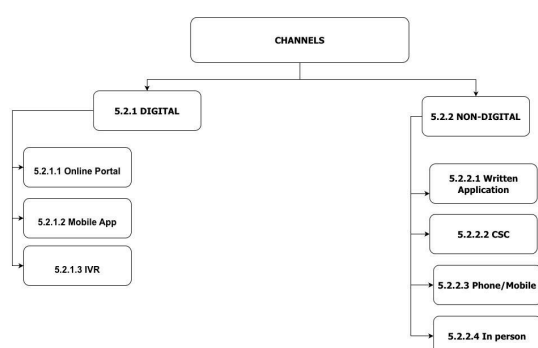 CHANNELS
5.2.1 DIGITAL
5.2.1.1 Online Portal
5.2.1.2 Mobile App
5.2.1.3 IVR
5.2.2 NON-DIGITAL
5.2.2.1 Written
Application
5.2.2.2 CSC
5.2.2.3 Phone/Mobile
5.2.2.4 In person